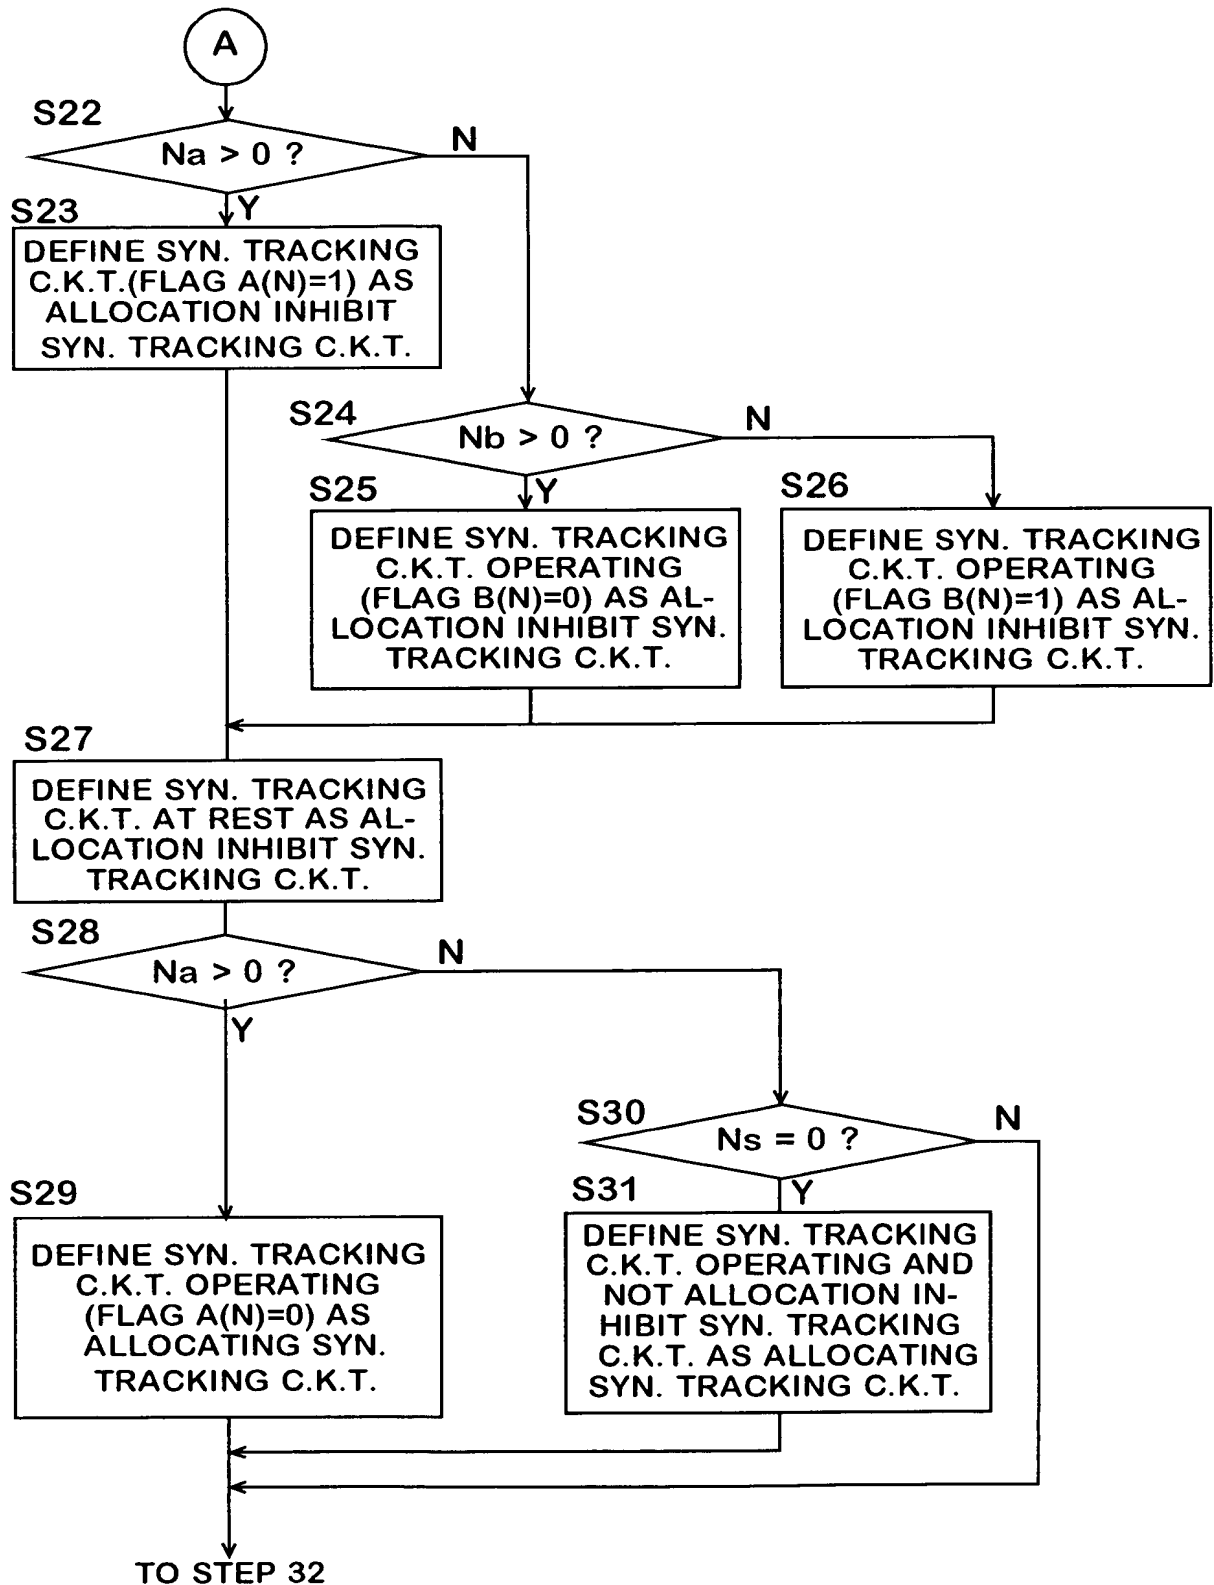 A
S22
Na > 0 ?
N
Y
S23
DEFINE SYN. TRACKING
C.K.T.(FLAG A(N)=1) AS
ALLOCATION INHIBIT
SYN. TRACKING C.K.T.
S24
Nb > 0 ?
N
Y
S25
DEFINE SYN. TRACKING
C.K.T. OPERATING
(FLAG B(N)=0) AS AL-
LOCATION INHIBIT SYN.
TRACKING C.K.T.
S26
DEFINE SYN. TRACKING
C.K.T. OPERATING
(FLAG B(N)=1) AS AL-
LOCATION INHIBIT SYN.
TRACKING C.K.T.
S27
DEFINE SYN. TRACKING
C.K.T. AT REST AS AL-
LOCATION INHIBIT SYN.
TRACKING C.K.T.
S28
Na > 0 ?
N
Y
S30
Ns = 0 ?
N
Y
S29
DEFINE SYN. TRACKING
C.K.T. OPERATING
(FLAG A(N)=0) AS
ALLOCATING SYN.
TRACKING C.K.T.
S31
DEFINE SYN. TRACKING
C.K.T. OPERATING AND
NOT ALLOCATION IN-
HIBIT SYN. TRACKING
C.K.T. AS ALLOCATING
SYN. TRACKING C.K.T.
TO STEP 32